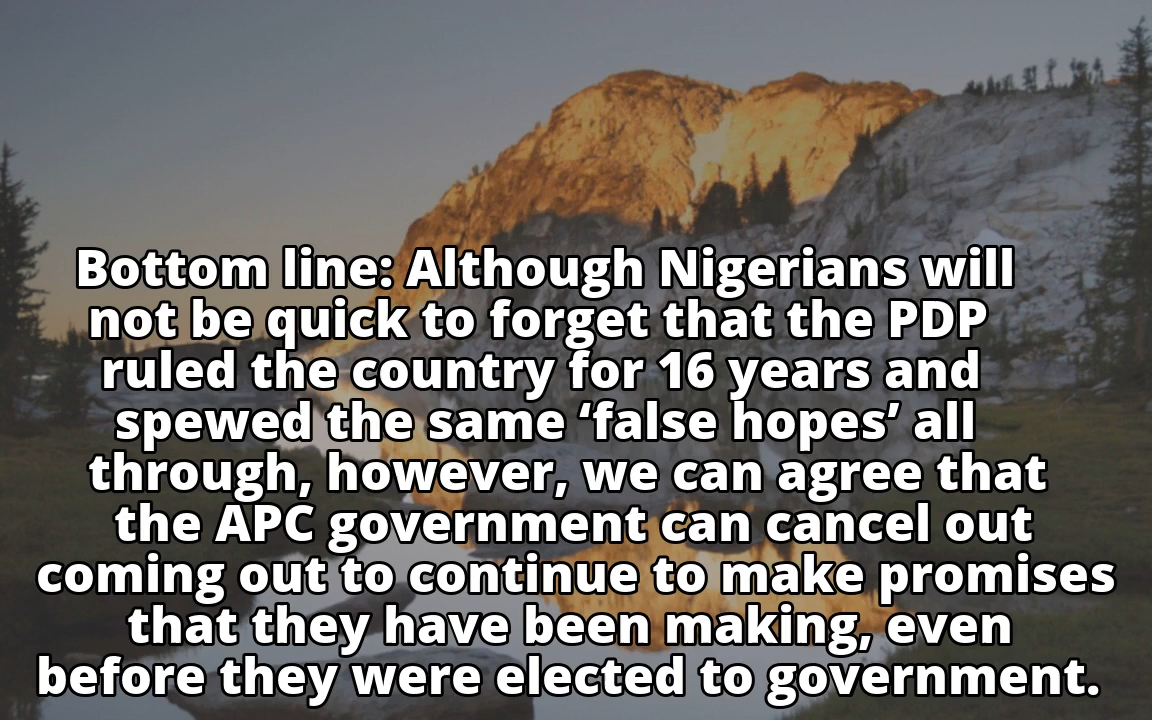 Bottom line: Although Nigerians will
not be quick to forget that the PDP
ruled the country for 16 years and
spewed the same ‘false hopes’ all
through, however, we can agree that
the APC government can cancel out
coming out to continue to make promises
that they have been making, even
before they were elected to government.